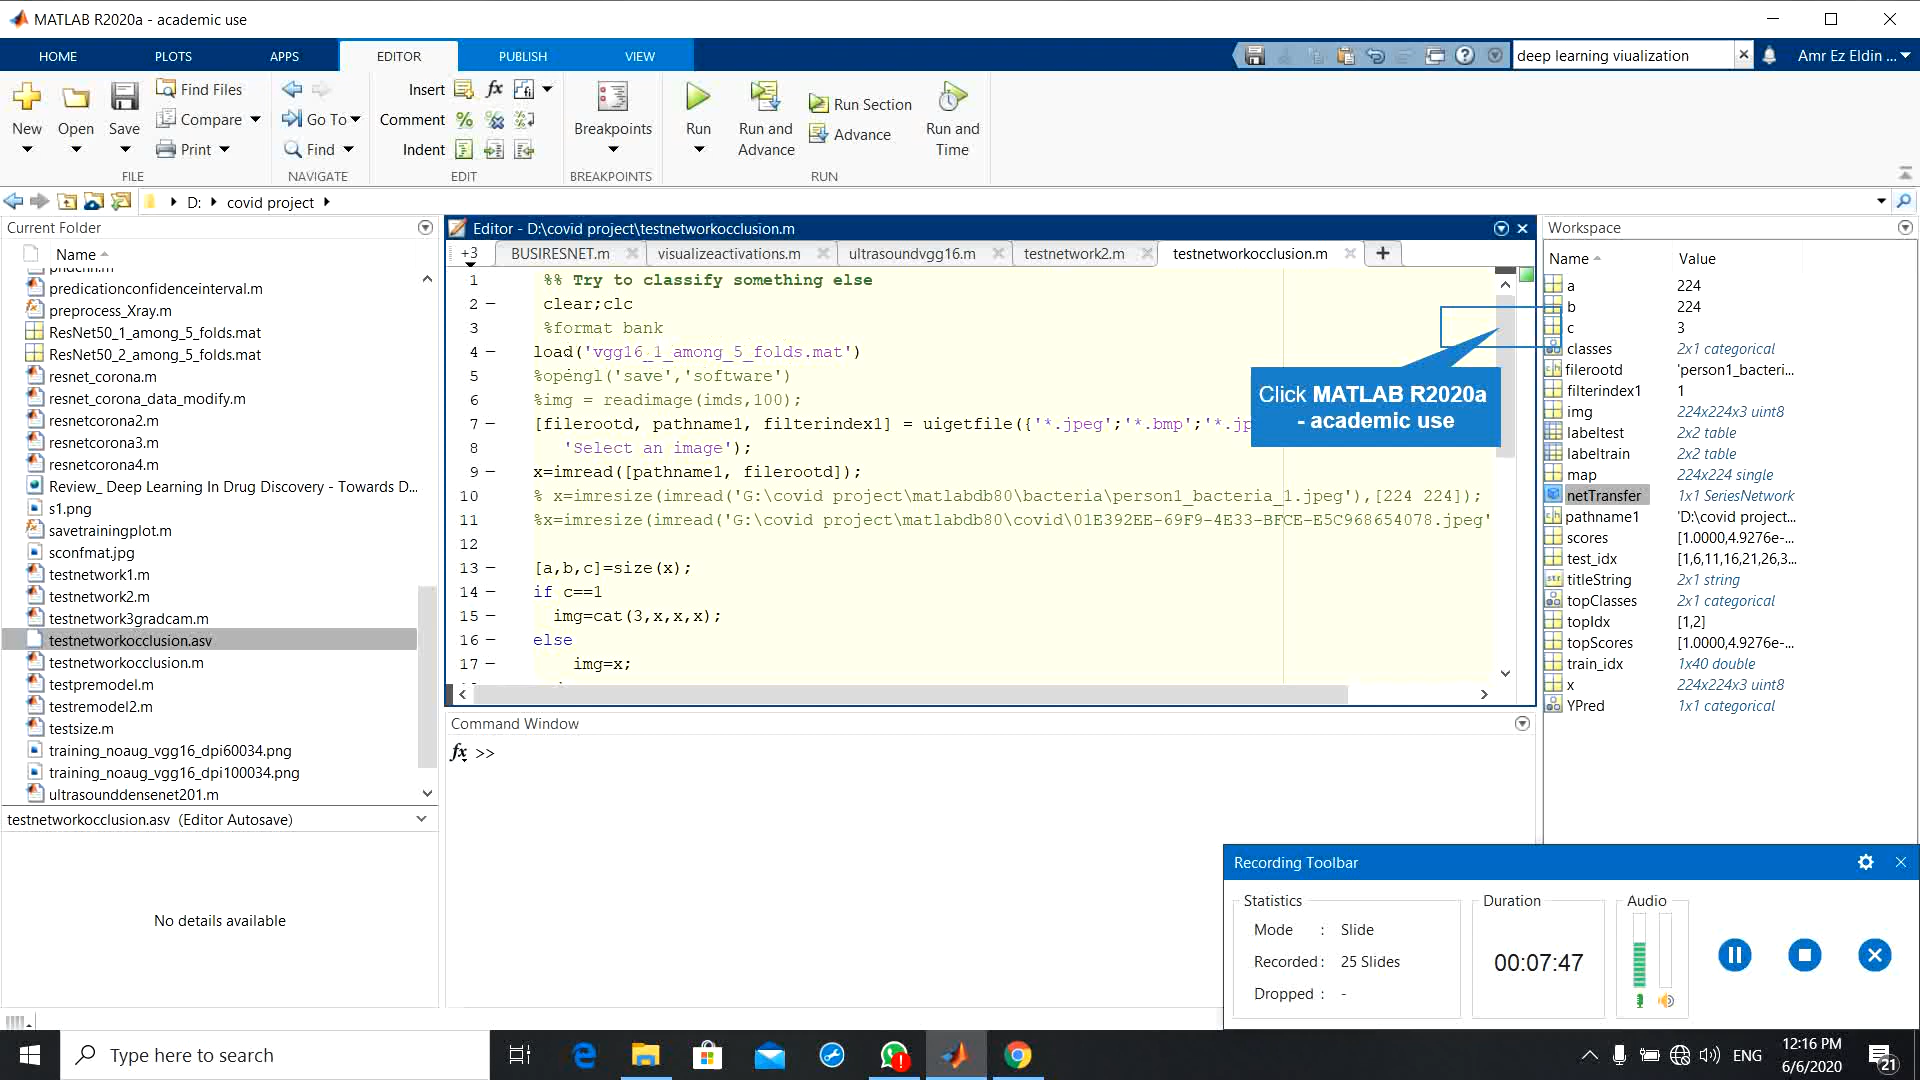 MATLAB R2020a - academic use
HOME PLOTS APPS EDITOR PUBLISH VIEW
deep learning viualization
Amr Ez Eldin ...
New Open Save
Find Files
Compare
Print
FILE
Go To
Find
NAVIGATE
Insert
Comment
Indent
EDIT
Breakpoints
BREAKPOINTS
Run
Run and Advance
Run Section
Advance
Run and Time
RUN
D: covid project
Current Folder
Name
predicationconfidenceinterval.m
preprocess_Xray.m
ResNet50_1_among_5_folds.mat
ResNet50_2_among_5_folds.mat
resnet_corona.m
resnet_corona_data_modify.m
resnetcorona2.m
resnetcorona3.m
resnetcorona4.m
Review_ Deep Learning In Drug Discovery - Towards D...
s1.png
savetrainingplot.m
sconfmat.jpg
testnetwork1.m
testnetwork2.m
testnetwork3gradcam.m
testnetworkocclusion.asv
testnetworkocclusion.m
testpremodel.m
testremodel2.m
testsize.m
training_noaug_vgg16_dpi60034.png
training_noaug_vgg16_dpi100034.png
ultrasounddensenet201.m
testnetworkocclusion.asv (Editor Autosave)
No details available
Editor - D:\covid project\testnetworkocclusion.m
+3 BUSIRESNET.m visualizeactivations.m ultrasoundvgg16.m testnetwork2.m testnetworkocclusion.m
1 %% Try to classify something else
2 – clear;clc
3 %format bank
4 – load('vgg16_1_among_5_folds.mat')
5 %opengl('save','software')
6 %img = readimage(imds,100);
7 – [filerootd, pathname1, filterindex1] = uigetfile({'*.jpeg';'*.bmp';'*.jp
8 'Select an image');
9 – x=imread([pathname1, filerootd]);
10 % x=imresize(imread('G:\covid project\matlabdb80\bacteria\person1_bacteria_1.jpeg'),[224 224]);
11 %x=imresize(imread('G:\covid project\matlabdb80\covid\01E392EE-69F9-4E33-BFCE-E5C968654078.jpeg'
12
13 – [a,b,c]=size(x);
14 – if c==1
15 – img=cat(3,x,x,x);
16 – else
17 – img=x;
Click MATLAB R2020a
- academic use
Command Window
fx >>
Workspace
Name Value
a 224
b 224
c 3
classes 2x1 categorical
filerootd 'person1_bacteri...
filterindex1 1
img 224x224x3 uint8
labeltest 2x2 table
labeltrain 2x2 table
map 224x224 single
netTransfer 1x1 SeriesNetwork
pathname1 'D:\covid project...
scores [1.0000,4.9276e-...
test_idx [1,6,11,16,21,26,3...
titleString 2x1 string
topClasses 2x1 categorical
topIdx [1,2]
topScores [1.0000,4.9276e-...
train_idx 1x40 double
x 224x224x3 uint8
YPred 1x1 categorical
Recording Toolbar
Statistics
Mode : Slide
Recorded : 25 Slides
Dropped : -
Duration
00:07:47
Audio
Type here to search
ENG
12:16 PM
6/6/2020
21